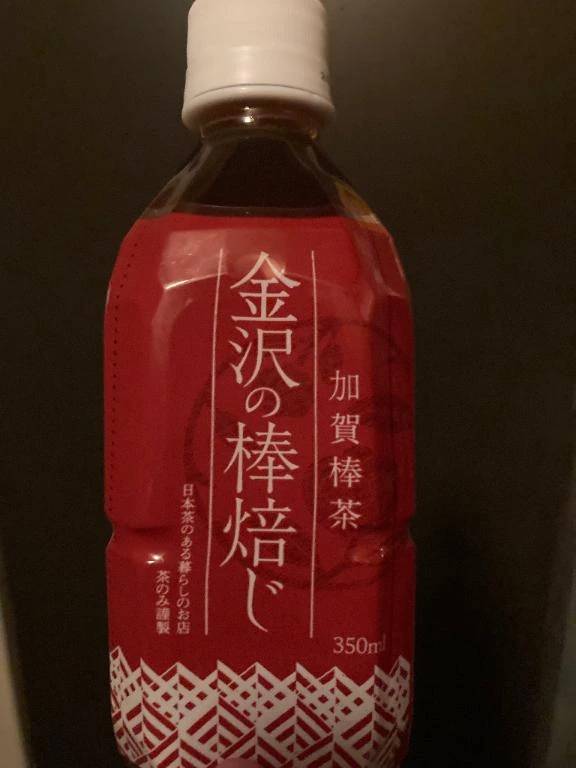 加賀棒茶
金沢の棒焙じ
日本茶のある暮らしのお店
茶のみ謹製
350ml